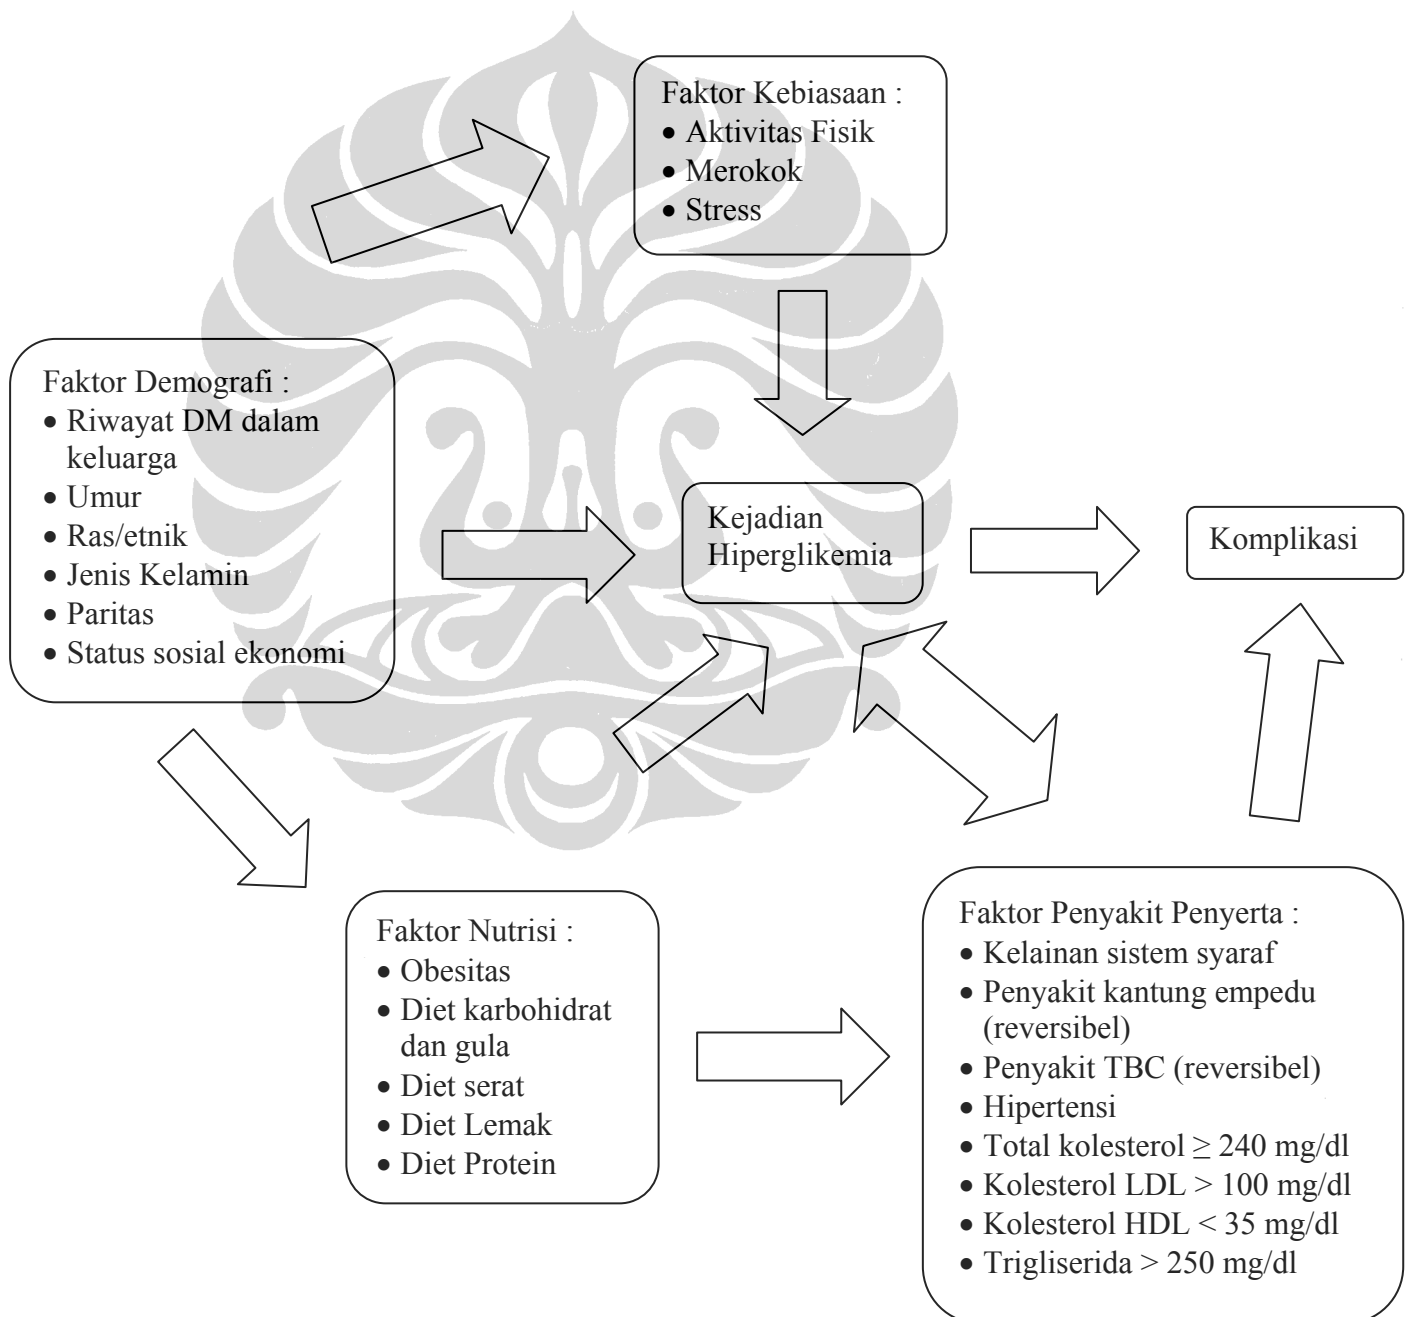 Faktor Kebiasaan :
• Aktivitas Fisik
• Merokok
• Stress
Faktor Demografi :
• Riwayat DM dalam
keluarga
• Umur
• Ras/etnik
• Jenis Kelamin
• Paritas
• Status sosial ekonomi
Kejadian
Hiperglikemia
Komplikasi
Faktor Nutrisi :
• Obesitas
• Diet karbohidrat
dan gula
• Diet serat
• Diet Lemak
• Diet Protein
Faktor Penyakit Penyerta :
• Kelainan sistem syaraf
• Penyakit kantung empedu
(reversibel)
• Penyakit TBC (reversibel)
• Hipertensi
• Total kolesterol ≥ 240 mg/dl
• Kolesterol LDL > 100 mg/dl
• Kolesterol HDL < 35 mg/dl
• Trigliserida > 250 mg/dl